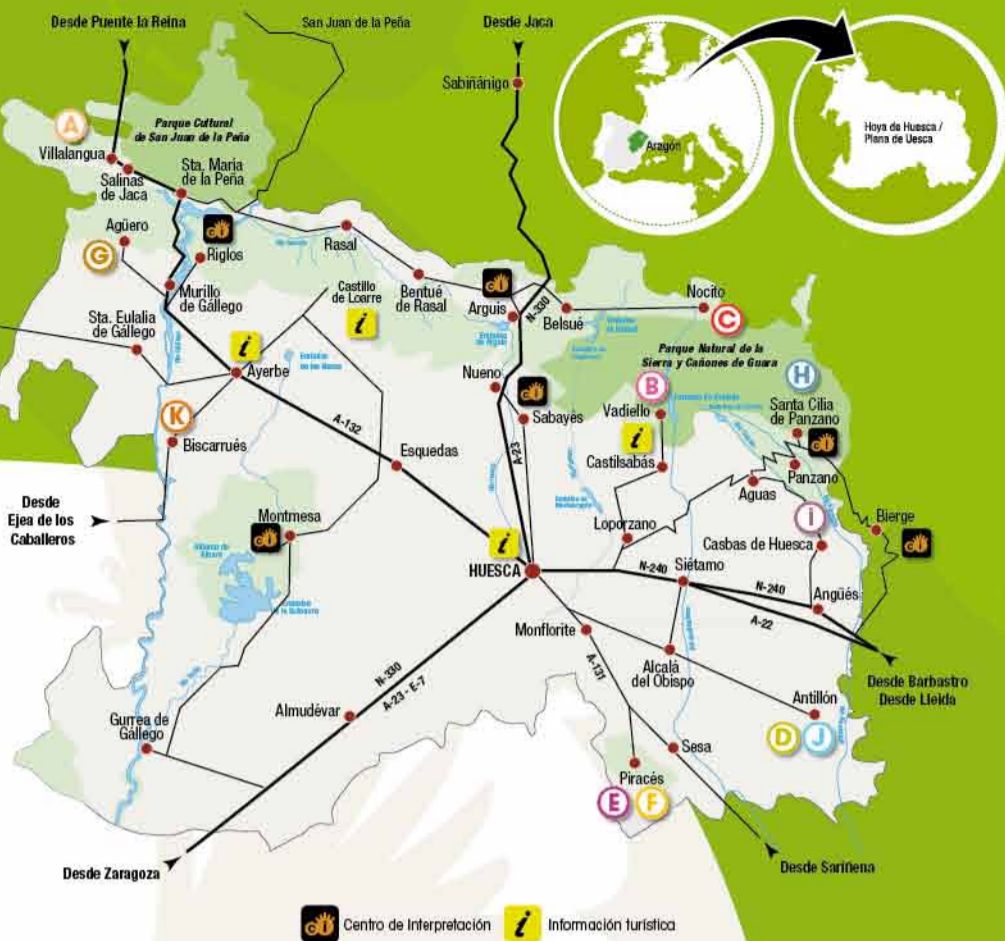 Desde Puente la Reina
San Juan de la Peña
Desde Jaca
Sabiñánigo
Aragón
Hoya de Huesca /
Plana de Uesca
A
Parque Cultural
de San Juan de la Peña
Villalangua
Salinas
de Jaca
Sta. Maria
de la Peña
Agüero
G
Riglos
Rasal
Murillo
de Gállego
Castillo
de Loarre
i
Bentué
de Rasal
Arguis
N-330
Belsué
Nocito
C
Sta. Eulalia
de Gállego
i
Ayerbe
Parque Natural de la
Sierra y Cañones de Guara
Nueno
Sabayés
B
Vadiello
i
Castilsabás
H
Santa Cilia
de Panzano
Panzano
K
Biscarrués
A-132
Esquedas
A-23
Aguas
Desde
Ejea de los
Caballeros
Montmesa
Loporzano
i
Casbas de Huesca
Bierge
i
HUESCA
N-240
Siétamo
N-240
Angüés
A-22
Monflorite
A-131
Alcalá
del Obispo
Desde Barbastro
Desde Lleida
N-330
A-23 - E-7
Almudévar
Gurrea de
Gállego
Antillón
D
J
Sesa
Piracés
E
F
Desde Zaragoza
Desde Sariñena
Centro de Interpretación
i
Información turística